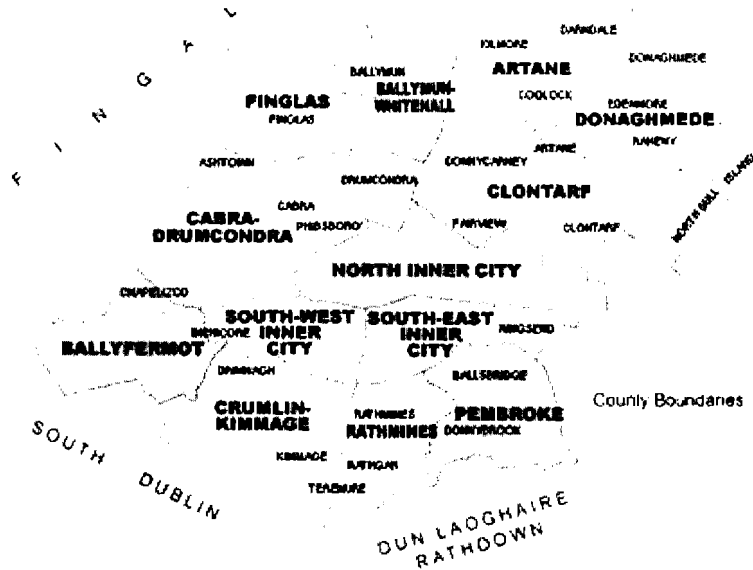 FINGAL
DARNDALE
KILMORE
DONAGHMEDE
ARTANE
BALLYMUN
BALLYMUN-
WHITEHALL
FINGLAS
FINGLAS
COOLOCK
EDENMORE
DONAGHMEDE
RAHENY
ARTANE
DONNYCARNEY
ASHTOWN
DRUMCONDRA
CLONTARF
NORTH BULL ISLAND
CABRA
CABRA-
DRUMCONDRA
PHIBSBORO
FAIRVIEW
CLONTARF
NORTH INNER CITY
CHAPELIZOD
SOUTH-WEST
INNER
CITY
SOUTH-EAST
INNER
CITY
RINGSEND
INCHICORE
BALLYFERMOT
DRIMNAGH
BALLSBRIDGE
County Boundaries
CRUMLIN-
KIMMAGE
RATHMINES
RATHMINES
PEMBROKE
DONNYBROOK
SOUTH DUBLIN
KIMMAGE
RATHGAR
TERENURE
DUN LAOGHAIRE
RATHDOWN